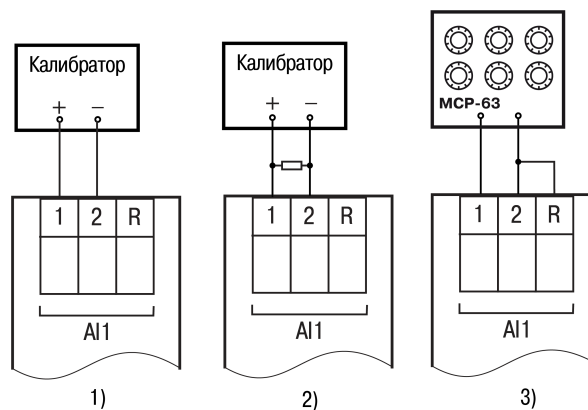 Калибратор
+ −
1 2 R
AI1
1)
Калибратор
+ −
1 2 R
AI1
2)
МСР-63
1 2 R
AI1
3)